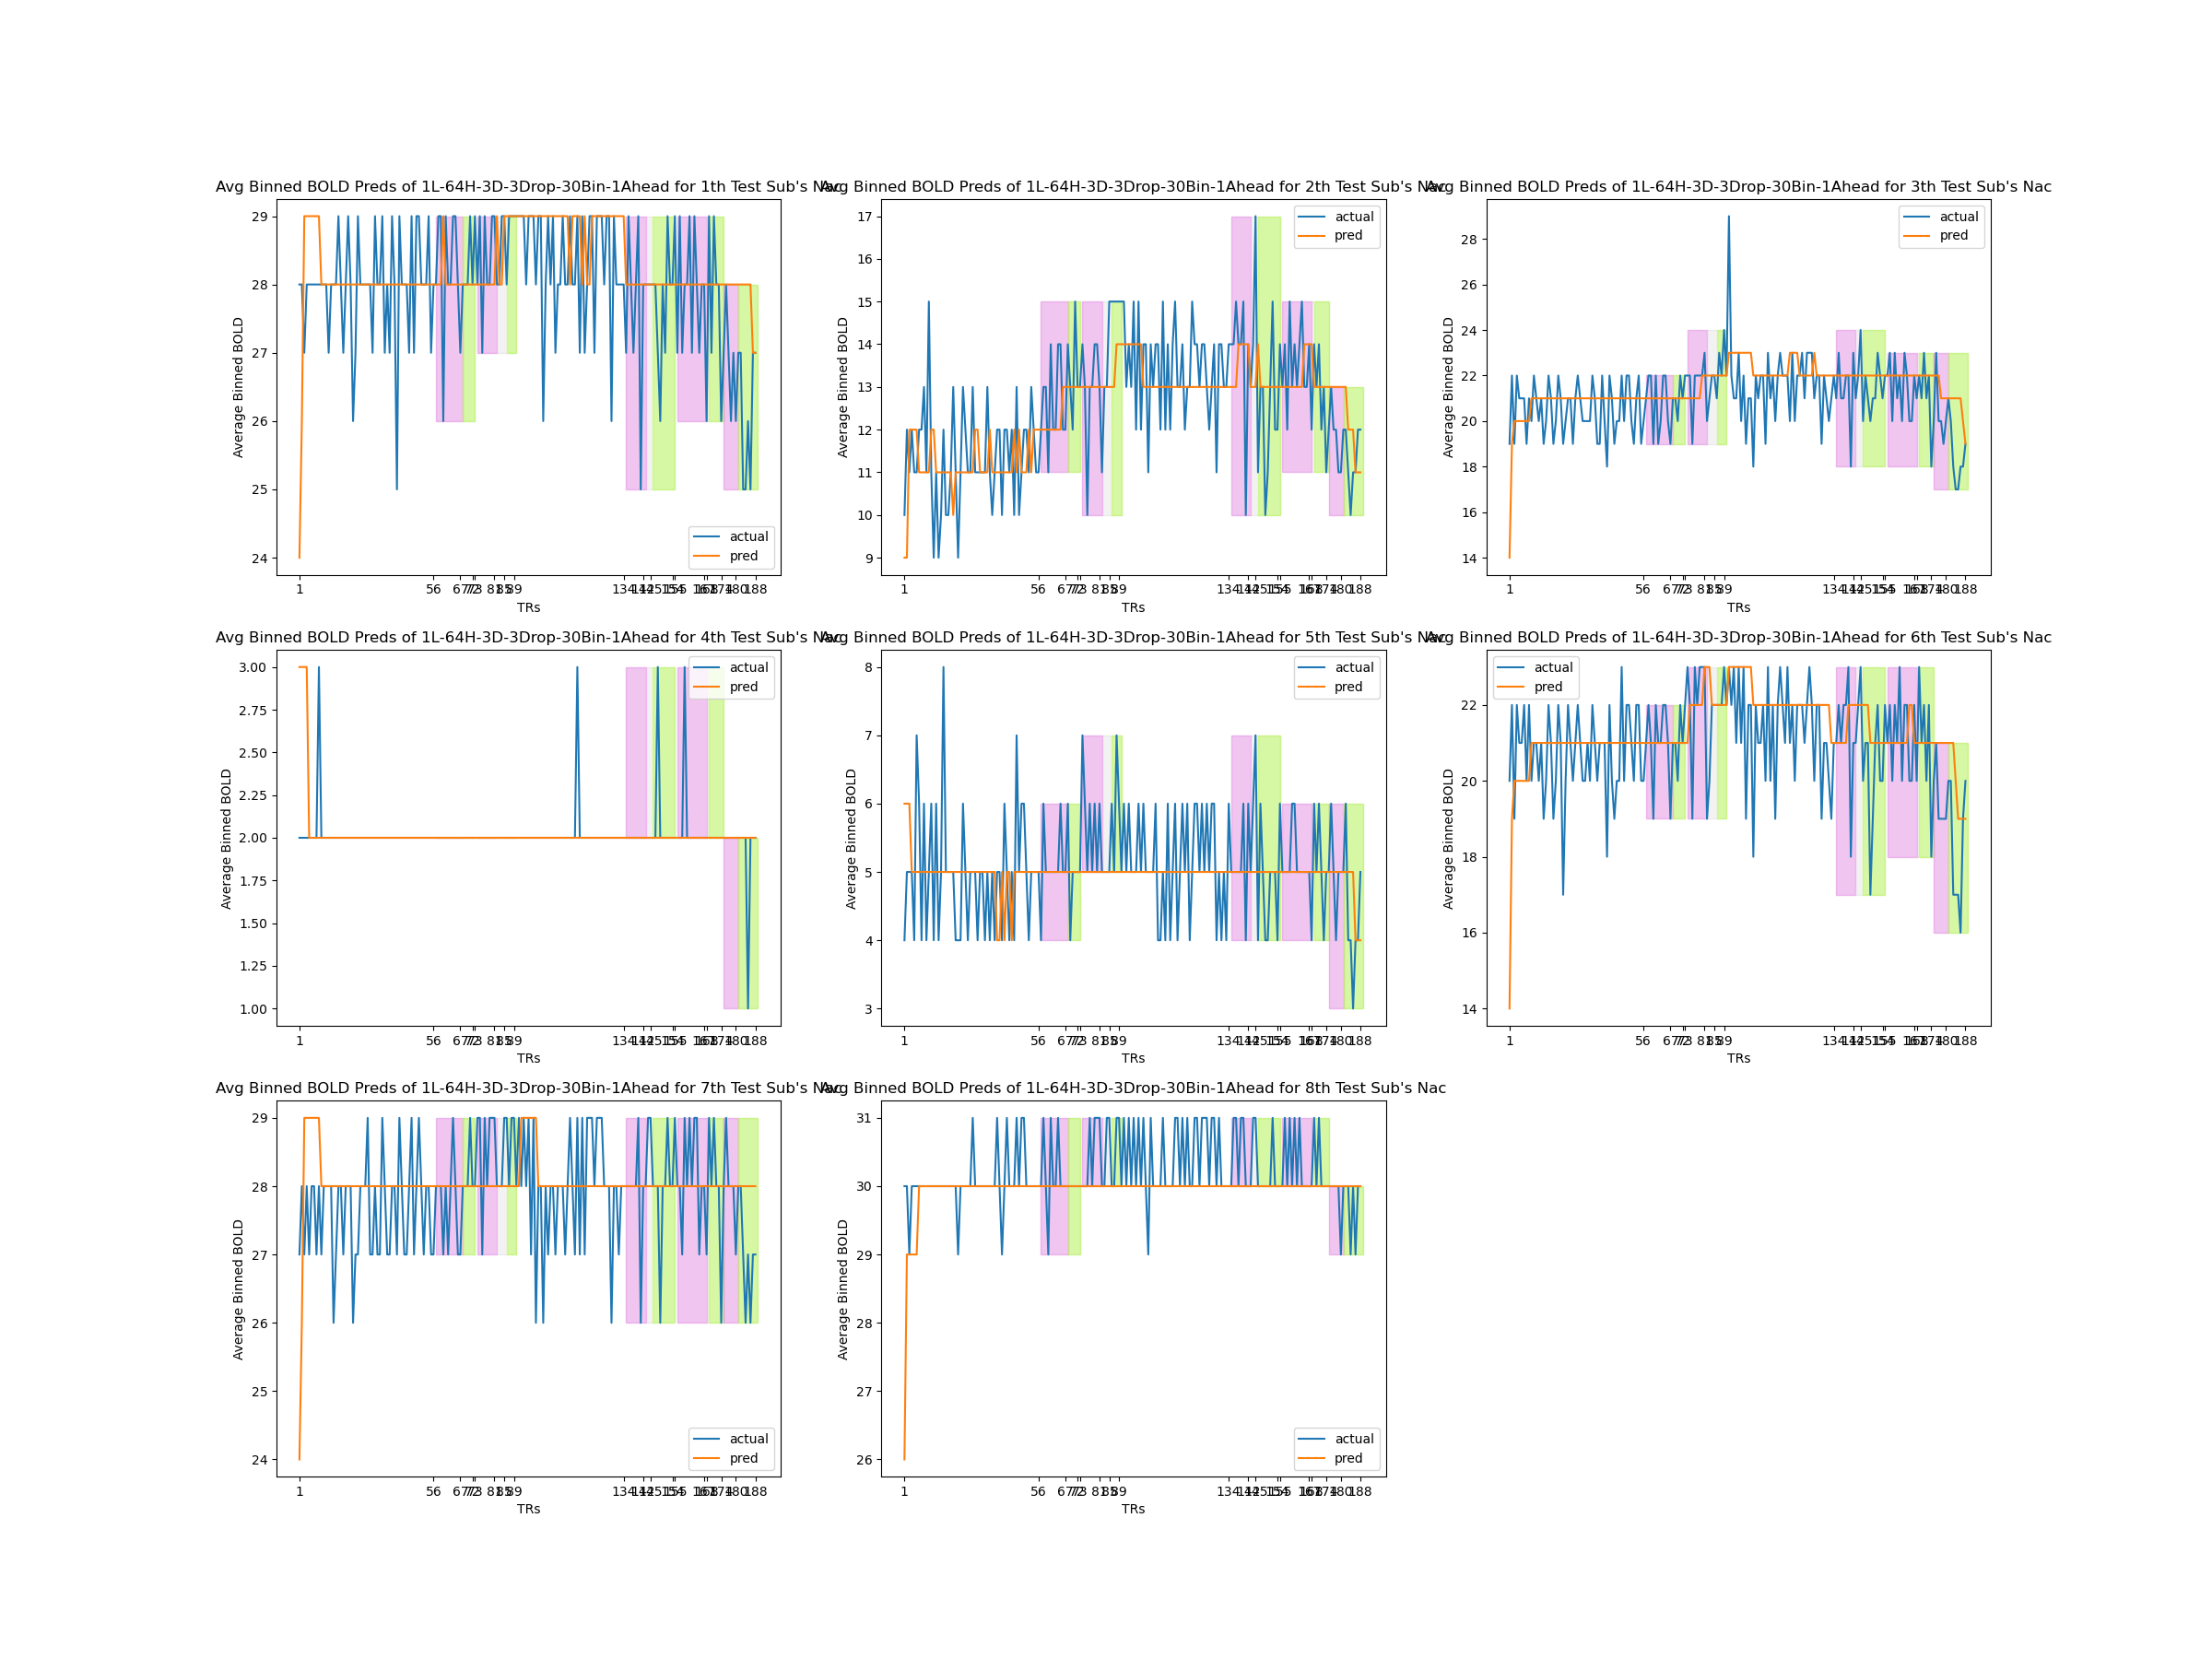 Avg Binned BOLD Preds of 1L-64H-3D-3Drop-30Bin-1Ahead for 1th Test Sub's Nac
Average Binned BOLD
29
28
27
26
25
24
actual
pred
1 56 89 188
TRs
Avg Binned BOLD Preds of 1L-64H-3D-3Drop-30Bin-1Ahead for 2th Test Sub's Nac
Average Binned BOLD
17
16
15
14
13
12
11
10
9
actual
pred
1 56 89 188
TRs
Avg Binned BOLD Preds of 1L-64H-3D-3Drop-30Bin-1Ahead for 3th Test Sub's Nac
Average Binned BOLD
28
26
24
22
20
18
16
14
actual
pred
1 56 89 188
TRs
Avg Binned BOLD Preds of 1L-64H-3D-3Drop-30Bin-1Ahead for 4th Test Sub's Nac
Average Binned BOLD
3.00
2.75
2.50
2.25
2.00
1.75
1.50
1.25
1.00
actual
pred
1 56 89 188
TRs
Avg Binned BOLD Preds of 1L-64H-3D-3Drop-30Bin-1Ahead for 5th Test Sub's Nac
Average Binned BOLD
8
7
6
5
4
3
actual
pred
1 56 89 188
TRs
Avg Binned BOLD Preds of 1L-64H-3D-3Drop-30Bin-1Ahead for 6th Test Sub's Nac
Average Binned BOLD
22
20
18
16
14
actual
pred
1 56 89 188
TRs
Avg Binned BOLD Preds of 1L-64H-3D-3Drop-30Bin-1Ahead for 7th Test Sub's Nac
Average Binned BOLD
29
28
27
26
25
24
actual
pred
1 56 89 188
TRs
Avg Binned BOLD Preds of 1L-64H-3D-3Drop-30Bin-1Ahead for 8th Test Sub's Nac
Average Binned BOLD
31
30
29
28
27
26
actual
pred
1 56 89 188
TRs